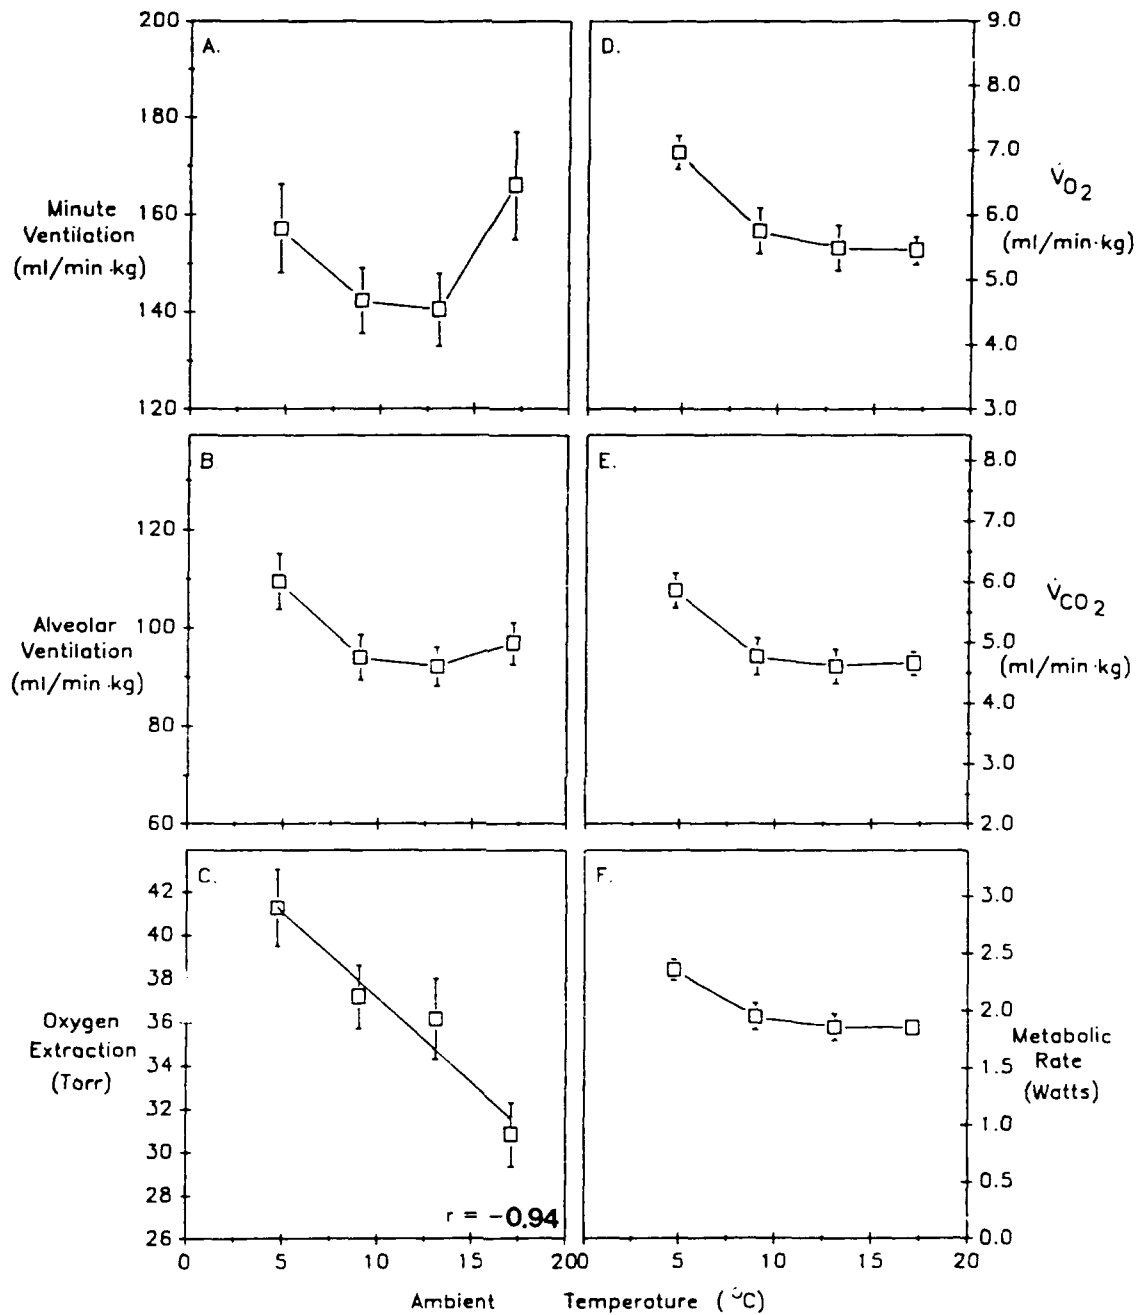 200
A.
180
160
140
120
Minute
Ventilation
(ml/min·kg)
D.
9.0
8.0
7.0
6.0
5.0
4.0
3.0
V̇O2
(ml/min·kg)
B.
120
100
80
60
Alveolar
Ventilation
(ml/min·kg)
E.
8.0
7.0
6.0
5.0
4.0
3.0
2.0
V̇CO2
(ml/min·kg)
C.
42
40
38
36
34
32
30
28
26
Oxygen
Extraction
(Torr)
r = -0.94
F.
3.0
2.5
2.0
1.5
1.0
0.5
0.0
Metabolic
Rate
(Watts)
0 5 10 15 20
0 5 10 15 20
Ambient Temperature (°C)